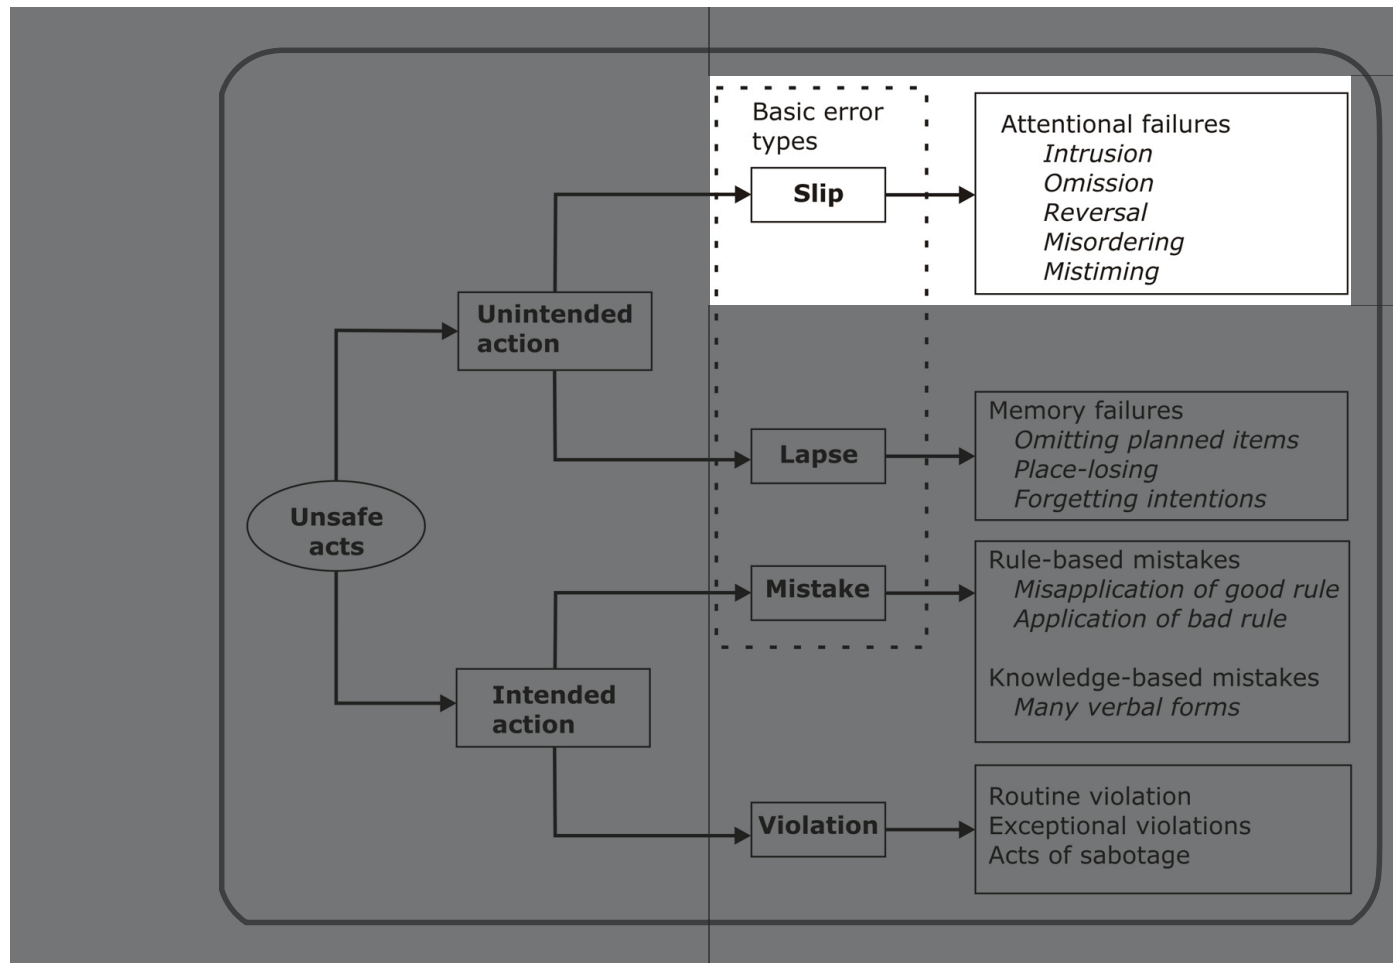 Basic error
types
Slip
Attentional failures
Intrusion
Omission
Reversal
Misordering
Mistiming
Unintended
action
Lapse
Memory failures
Omitting planned items
Place-losing
Forgetting intentions
Unsafe
acts
Mistake
Rule-based mistakes
Misapplication of good rule
Application of bad rule
Knowledge-based mistakes
Many verbal forms
Intended
action
Violation
Routine violation
Exceptional violations
Acts of sabotage